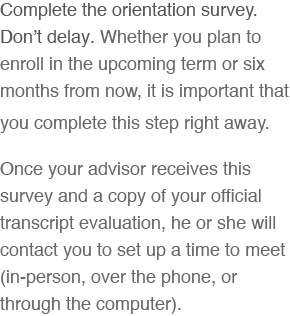 Complete the orientation survey.
Don’t delay. Whether you plan to
enroll in the upcoming term or six
months from now, it is important that
you complete this step right away.
Once your advisor receives this
survey and a copy of your official
transcript evaluation, he or she will
contact you to set up a time to meet
(in-person, over the phone, or
through the computer).